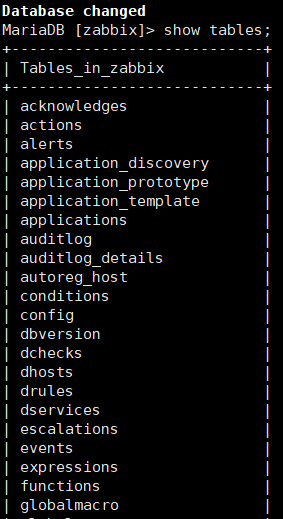 Database changed
MariaDB [zabbix]> show tables;
+----------------------------+
| Tables_in_zabbix           |
+----------------------------+
| acknowledges               |
| actions                    |
| alerts                     |
| application_discovery      |
| application_prototype      |
| application_template       |
| applications               |
| auditlog                   |
| auditlog_details           |
| autoreg_host               |
| conditions                 |
| config                     |
| dbversion                  |
| dchecks                    |
| dhosts                     |
| drules                     |
| dservices                  |
| escalations                |
| events                     |
| expressions                |
| functions                  |
| globalmacro                |